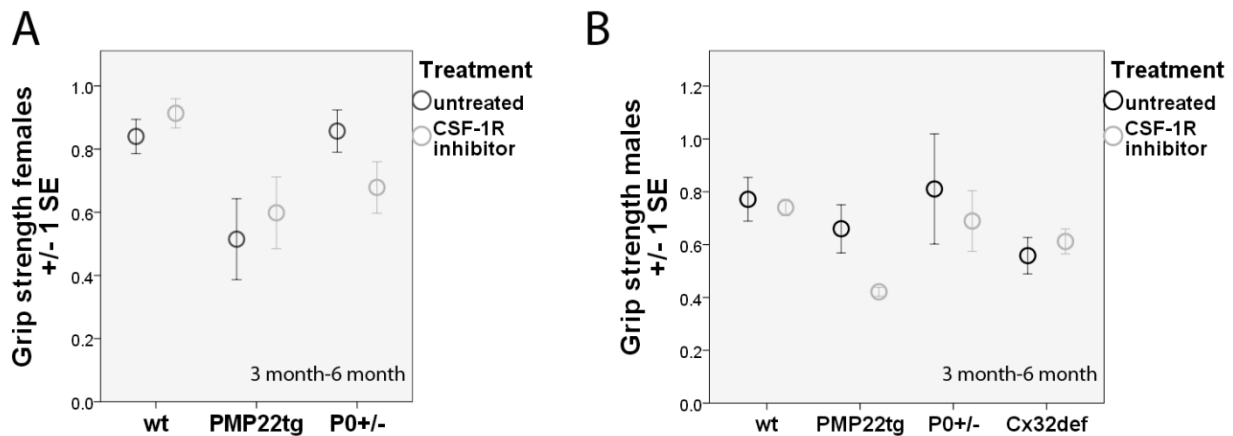 A
Grip strength females
+/- 1 SE
1.0
0.8
0.6
0.4
0.2
0.0
wt
PMP22tg
P0+/-
3 month-6 month
Treatment
untreated
CSF-1R
inhibitor
B
Grip strength males
+/- 1 SE
1.2
1.0
0.8
0.6
0.4
0.2
0.0
wt
PMP22tg
P0+/-
Cx32def
3 month-6 month
Treatment
untreated
CSF-1R
inhibitor